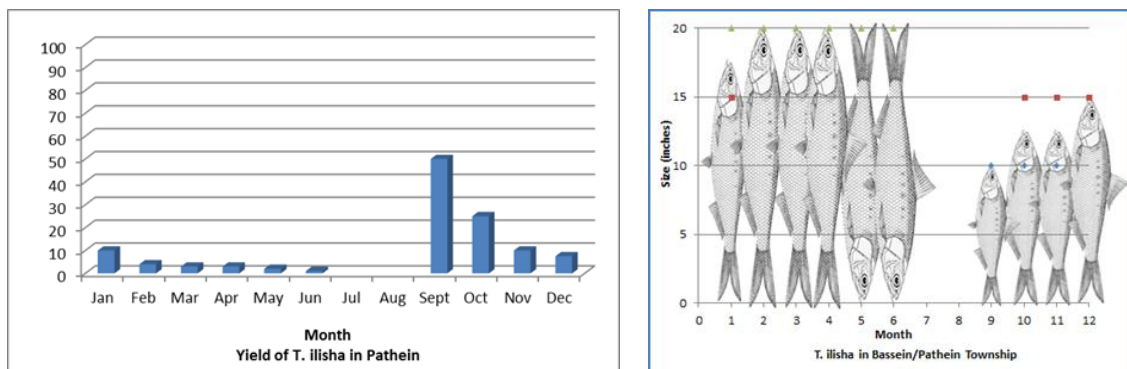 100
90
80
70
60
50
40
30
20
10
0
Jan Feb Mar Apr May Jun Jul Aug Sept Oct Nov Dec
Month
Yield of T. ilisha in Pathein
20
15
10
5
0
Size (inches)
0 1 2 3 4 5 6 7 8 9 10 11 12
Month
T. ilisha in Bassein/Pathein Township